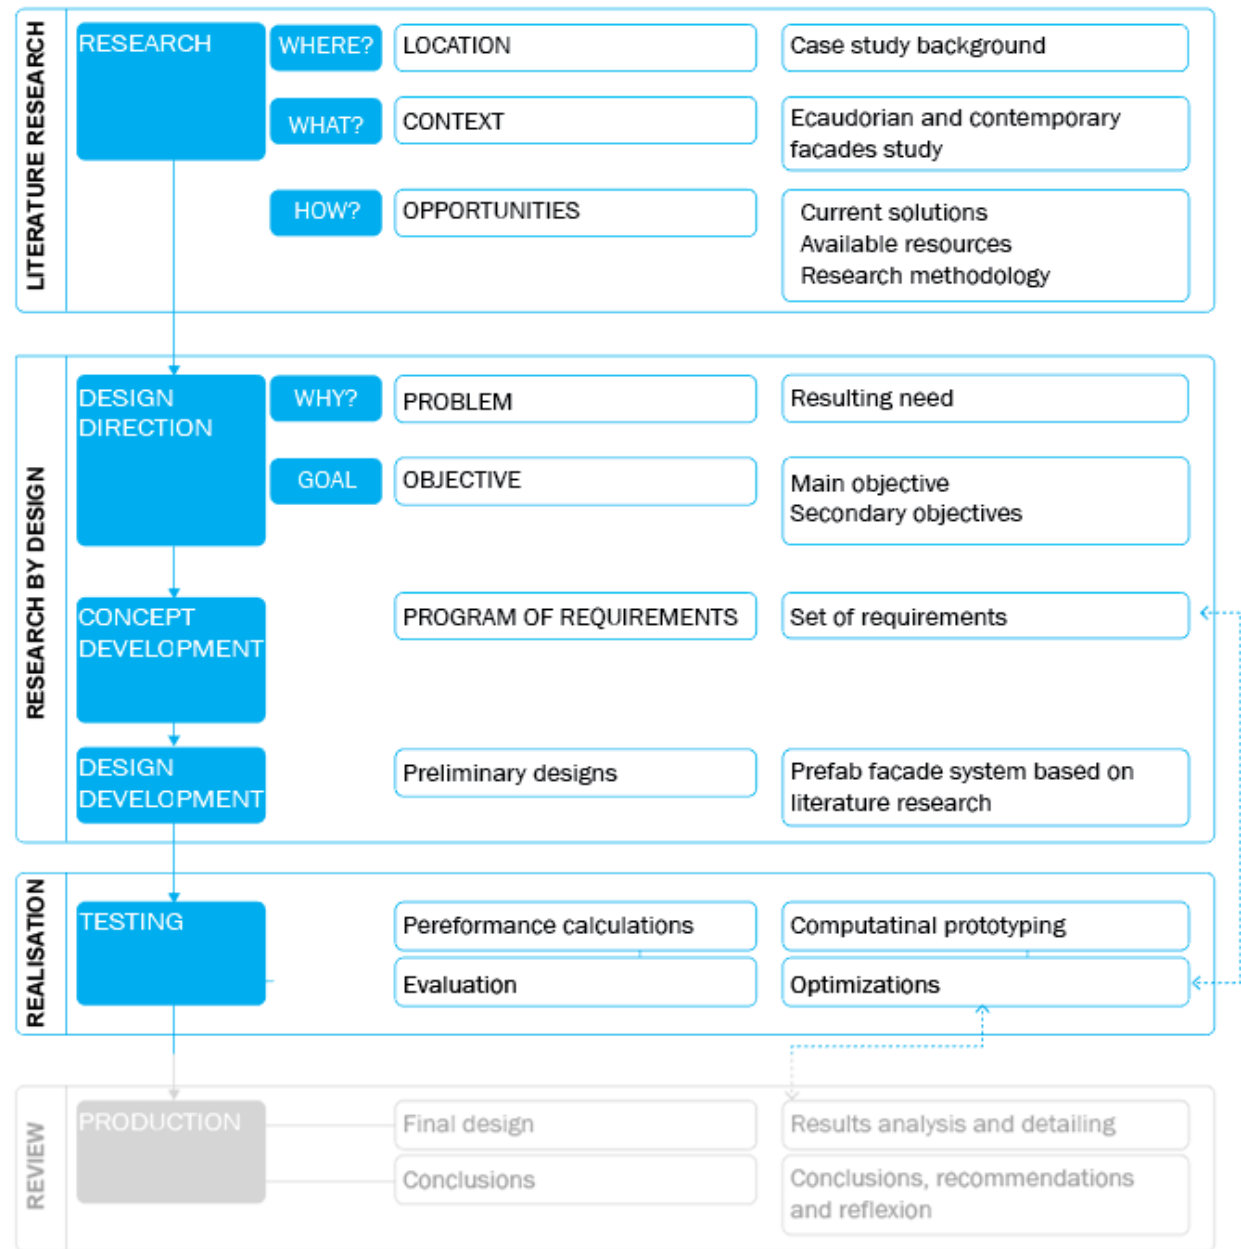 LITERATURE RESEARCH
RESEARCH
WHERE?
LOCATION
Case study background
WHAT?
CONTEXT
Ecaudorian and contemporary
façades study
HOW?
OPPORTUNITIES
Current solutions
Available resources
Research methodology
RESEARCH BY DESIGN
DESIGN
DIRECTION
WHY?
PROBLEM
Resulting need
GOAL
OBJECTIVE
Main objective
Secondary objectives
CONCEPT
DEVELOPMENT
PROGRAM OF REQUIREMENTS
Set of requirements
DESIGN
DEVELOPMENT
Preliminary designs
Prefab facade system based on
literature research
REALISATION
TESTING
Pereformance calculations
Computatinal prototyping
Evaluation
Optimizations
REVIEW
PRODUCTION
Final design
Results analysis and detailing
Conclusions
Conclusions, recommendations
and reflexion